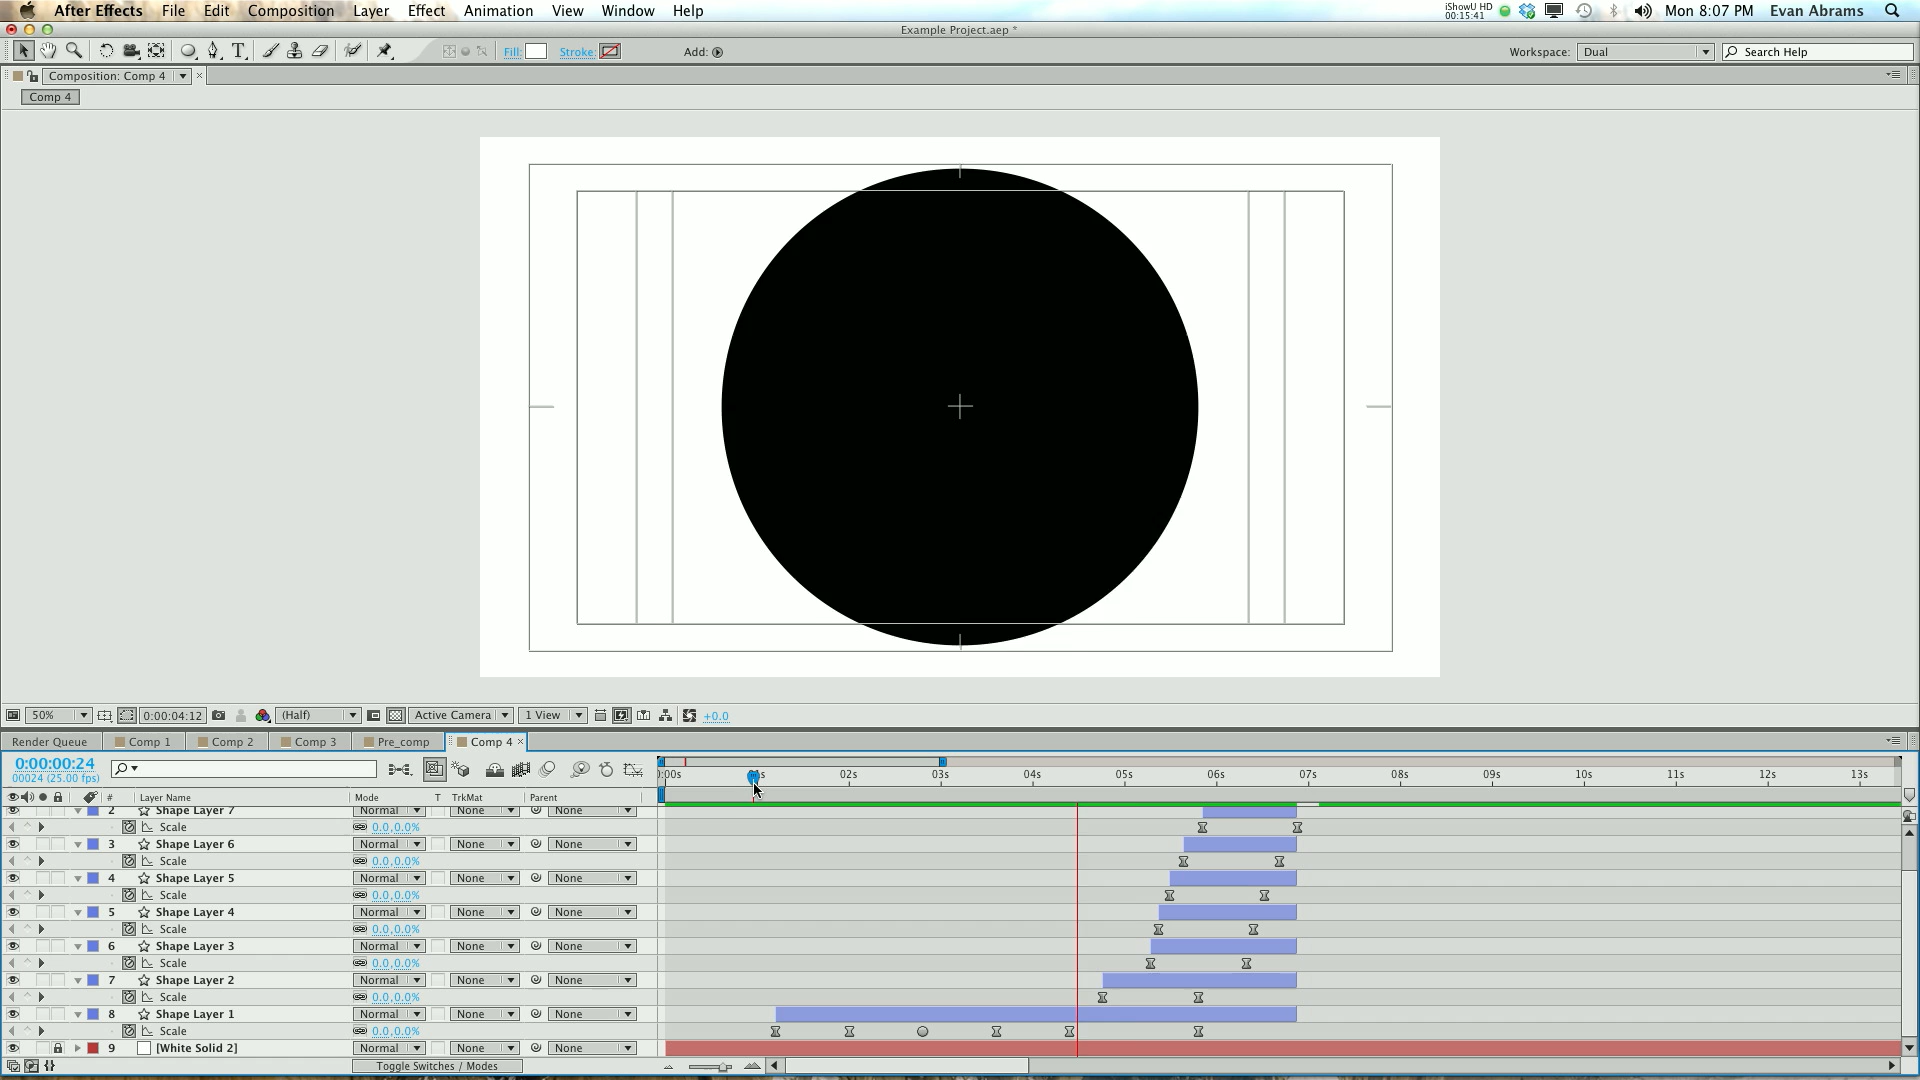 After Effects File Edit Composition Layer Effect Animation View Window Help iShowU HD 00:15:41 Mon 8:07 PM Evan Abrams
Example Project.aep *
Fill: Stroke: Add: Workspace: Dual Search Help
Composition: Comp 4
Comp 4
50% 0:00:04:12 (Half) Active Camera 1 View +0.0
Render Queue Comp 1 Comp 2 Comp 3 Pre_comp Comp 4
0:00:00:24
00024 (25.00 fps)
0:00s 02s 03s 04s 05s 06s 07s 08s 09s 10s 11s 12s 13s
# Layer Name Mode T TrkMat Parent
2 Shape Layer 7 Normal None None
Scale 0.0,0.0%
3 Shape Layer 6 Normal None None
Scale 0.0,0.0%
4 Shape Layer 5 Normal None None
Scale 0.0,0.0%
5 Shape Layer 4 Normal None None
Scale 0.0,0.0%
6 Shape Layer 3 Normal None None
Scale 0.0,0.0%
7 Shape Layer 2 Normal None None
Scale 0.0,0.0%
8 Shape Layer 1 Normal None None
Scale 0.0,0.0%
9 [White Solid 2] Normal None None
Toggle Switches / Modes